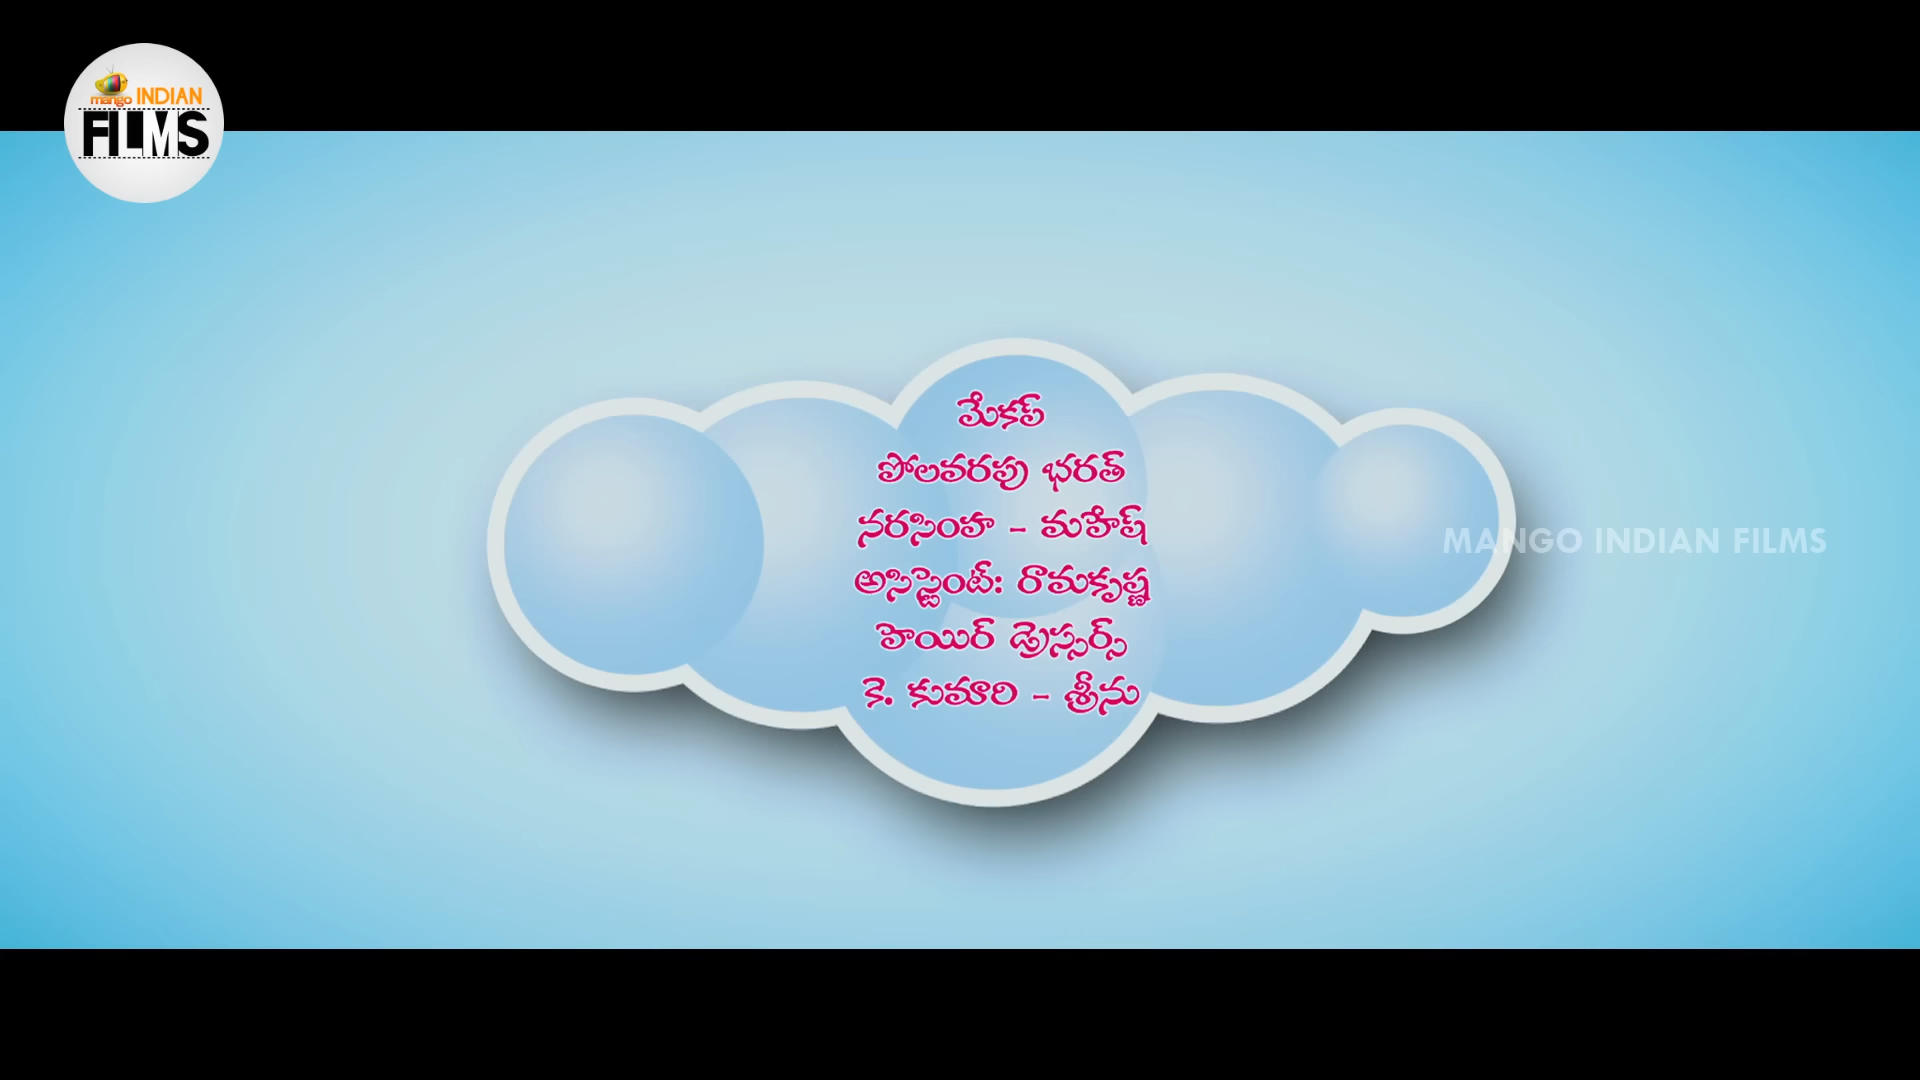 mango INDIAN
FILMS
మేకప్
పోలవరపు భరత్
నరసింహ - మహేష్
అసిస్టెంట్: రామకృష్ణ
హెయిర్ డ్రెస్సర్స్
కె. కుమారి - శ్రీను
MANGO INDIAN FILMS